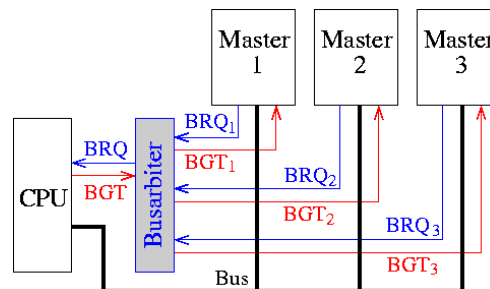 Master
1
Master
2
Master
3
BRQ₁
BRQ
BGT₁
BRQ₂
BGT
CPU
Busarbiter
BGT₂
BRQ₃
BGT₃
Bus